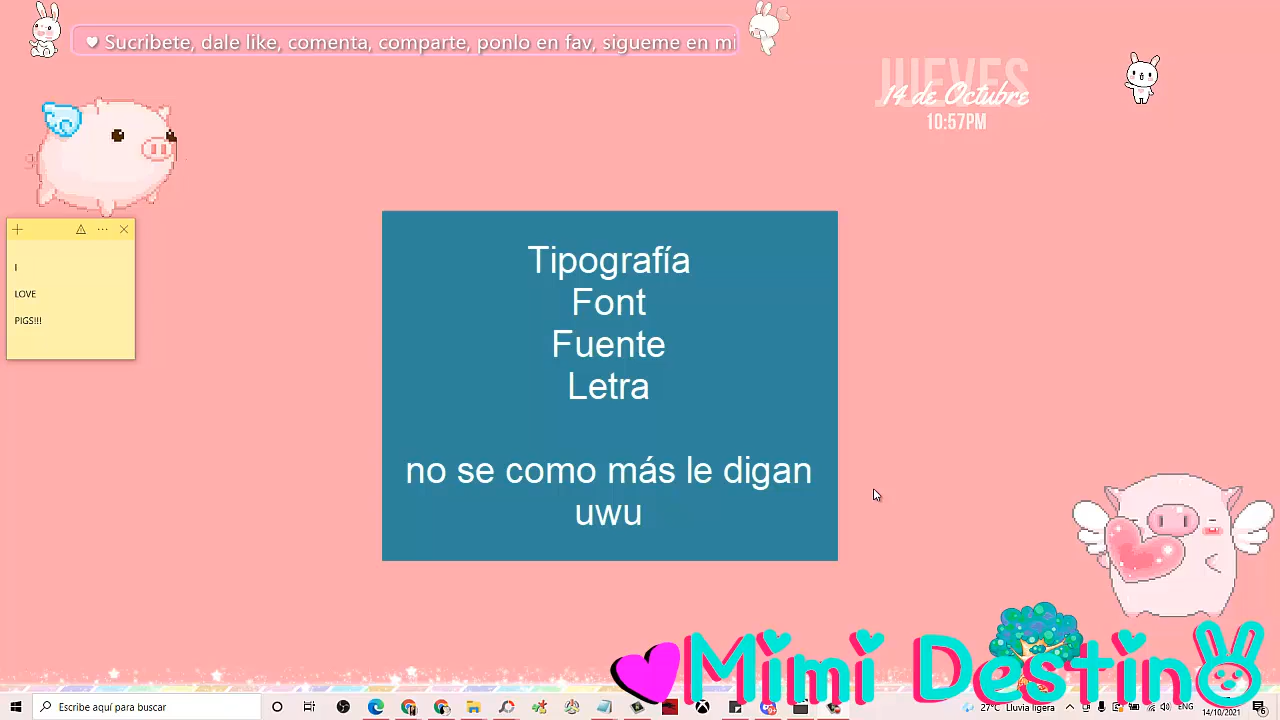 ♥ Sucribete, dale like, comenta, comparte, ponlo en fav, sigueme en mi
JUEVES
14 de Octubre
10:57PM
I
LOVE
PIGS!!!
Tipografía
Font
Fuente
Letra
no se como más le digan
uwu
Mimi Destino
Escribe aquí para buscar
27°C Lluvia ligera
ENG
10:57 p. m.
14/10/2021